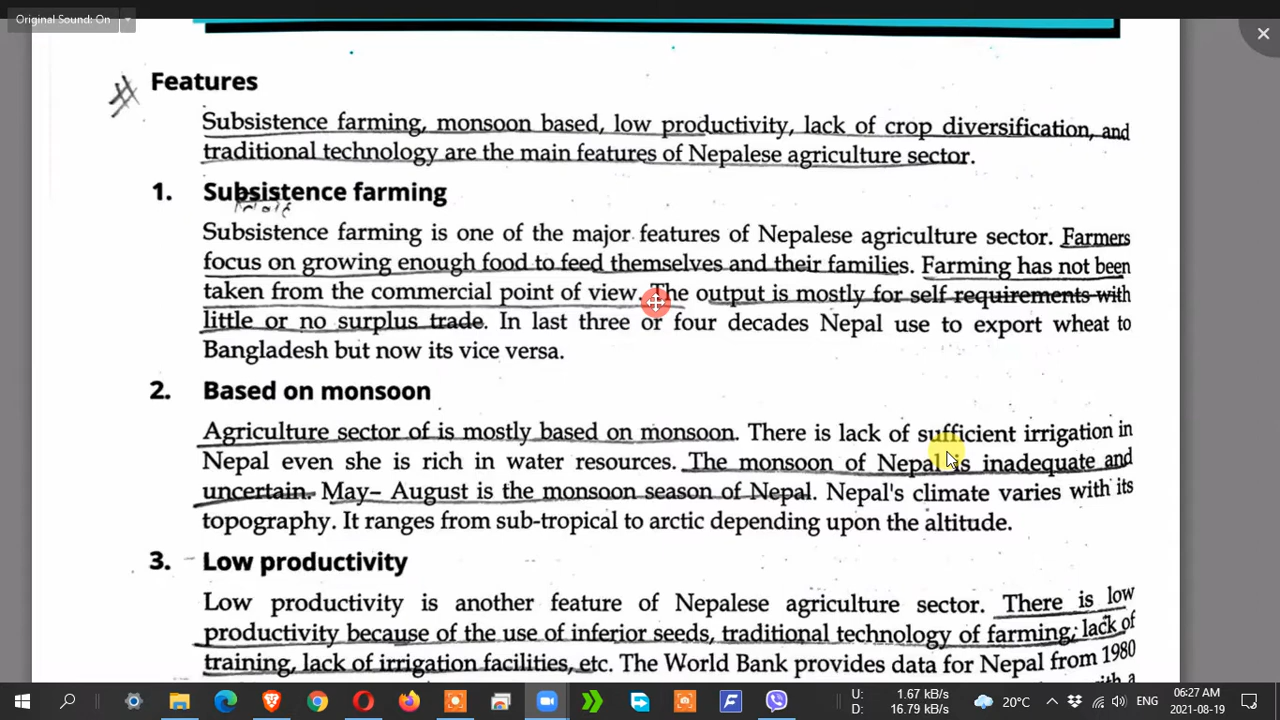 Original Sound: On
Features
Subsistence farming, monsoon based, low productivity, lack of crop diversification, and
traditional technology are the main features of Nepalese agriculture sector.
1. Subsistence farming
Subsistence farming is one of the major features of Nepalese agriculture sector. Farmers
focus on growing enough food to feed themselves and their families. Farming has not been
taken from the commercial point of view. The output is mostly for self requirements with
little or no surplus trade. In last three or four decades Nepal use to export wheat to
Bangladesh but now its vice versa.
2. Based on monsoon
Agriculture sector of is mostly based on monsoon. There is lack of sufficient irrigation in
Nepal even she is rich in water resources. The monsoon of Nepal is inadequate and
uncertain. May– August is the monsoon season of Nepal. Nepal's climate varies with its
topography. It ranges from sub-tropical to arctic depending upon the altitude.
3. Low productivity
Low productivity is another feature of Nepalese agriculture sector. There is low
productivity because of the use of inferior seeds, traditional technology of farming; lack of
training, lack of irrigation facilities, etc. The World Bank provides data for Nepal from 1980
with a
U: 1.67 kB/s
D: 16.79 kB/s
20°C
ENG
06:27 AM
2021-08-19